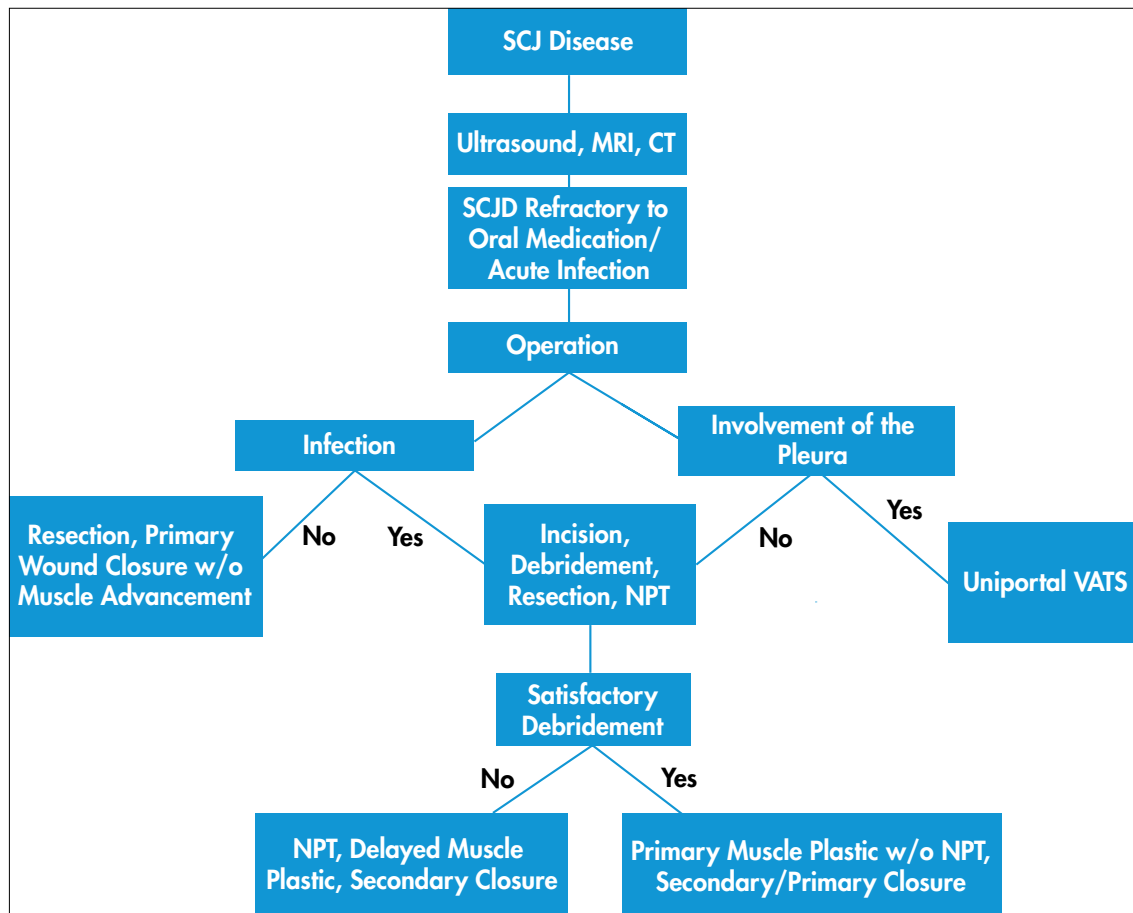 SCJ Disease
Ultrasound, MRI, CT
SCJD Refractory to
Oral Medication/
Acute Infection
Operation
Infection
Involvement of the
Pleura
No
Yes
No
Yes
Resection, Primary
Wound Closure w/o
Muscle Advancement
Incision,
Debridement,
Resection, NPT
Uniportal VATS
Satisfactory
Debridement
No
Yes
NPT, Delayed Muscle
Plastic, Secondary Closure
Primary Muscle Plastic w/o NPT,
Secondary/Primary Closure